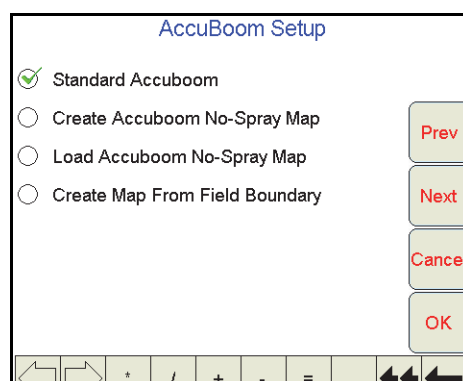 AccuBoom Setup
Standard Accuboom
Create Accuboom No-Spray Map
Load Accuboom No-Spray Map
Create Map From Field Boundary
Prev
Next
Cance
OK
* / + - =